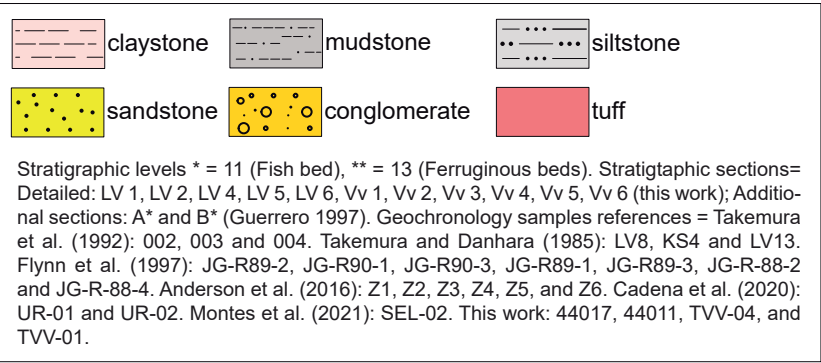 claystone mudstone siltstone
sandstone conglomerate tuff
Stratigraphic levels * = 11 (Fish bed), ** = 13 (Ferruginous beds). Stratigtaphic sections=
Detailed: LV 1, LV 2, LV 4, LV 5, LV 6, Vv 1, Vv 2, Vv 3, Vv 4, Vv 5, Vv 6 (this work); Additio-
nal sections: A* and B* (Guerrero 1997). Geochronology samples references = Takemura
et al. (1992): 002, 003 and 004. Takemura and Danhara (1985): LV8, KS4 and LV13.
Flynn et al. (1997): JG-R89-2, JG-R90-1, JG-R90-3, JG-R89-1, JG-R89-3, JG-R-88-2
and JG-R-88-4. Anderson et al. (2016): Z1, Z2, Z3, Z4, Z5, and Z6. Cadena et al. (2020):
UR-01 and UR-02. Montes et al. (2021): SEL-02. This work: 44017, 44011, TVV-04, and
TVV-01.